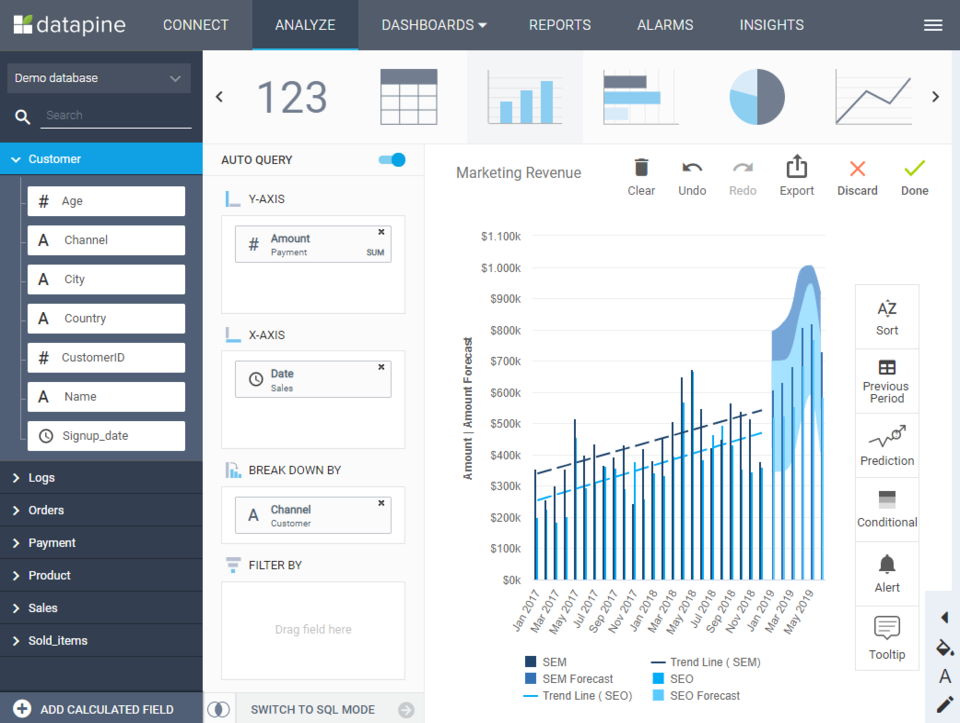 datapine CONNECT ANALYZE DASHBOARDS REPORTS ALARMS INSIGHTS
Demo database
Search
Customer
# Age
A Channel
A City
A Country
# CustomerID
A Name
Signup_date
Logs
Orders
Payment
Product
Sales
Sold_items
ADD CALCULATED FIELD
123
AUTO QUERY
Y-AXIS
# Amount
Payment SUM
X-AXIS
Date
Sales
BREAK DOWN BY
A Channel
Customer
FILTER BY
Drag field here
SWITCH TO SQL MODE
Marketing Revenue
Clear Undo Redo Export Discard Done
Amount | Amount Forecast
$1.100k
$1.000k
$900k
$800k
$700k
$600k
$500k
$400k
$300k
$200k
$100k
$0k
Jan 2017 Mar 2017 May 2017 Jul 2017 Sep 2017 Nov 2017 Jan 2018 Mar 2018 May 2018 Jul 2018 Sep 2018 Nov 2018 Jan 2019 Mar 2019 May 2019
SEM Trend Line ( SEM)
SEM Forecast SEO
Trend Line ( SEO) SEO Forecast
AZ
Sort
Previous
Period
Prediction
Conditional
Alert
Tooltip
A